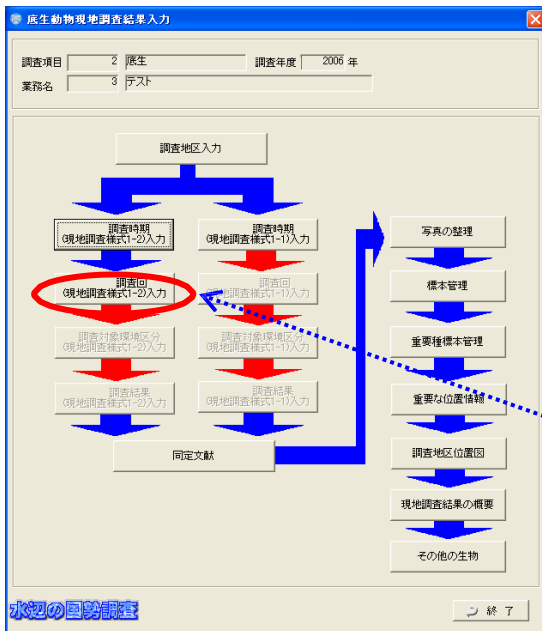 底生動物現地調査結果入力
調査項目 2 底生 調査年度 2006 年
業務名 3 テスト
調査地区入力
調査時期
(現地調査様式1-2)入力
調査時期
(現地調査様式1-1)入力
調査回
(現地調査様式1-2)入力
調査回
(現地調査様式1-1)入力
調査対象環境区分
(現地調査様式1-2)入力
調査対象環境区分
(現地調査様式1-1)入力
調査結果
(現地調査様式1-2)入力
調査結果
(現地調査様式1-1)入力
同定文献
写真の整理
標本管理
重要種標本管理
重要な位置情報
調査地区位置図
現地調査結果の概要
その他の生物
水辺の国勢調査
終 了